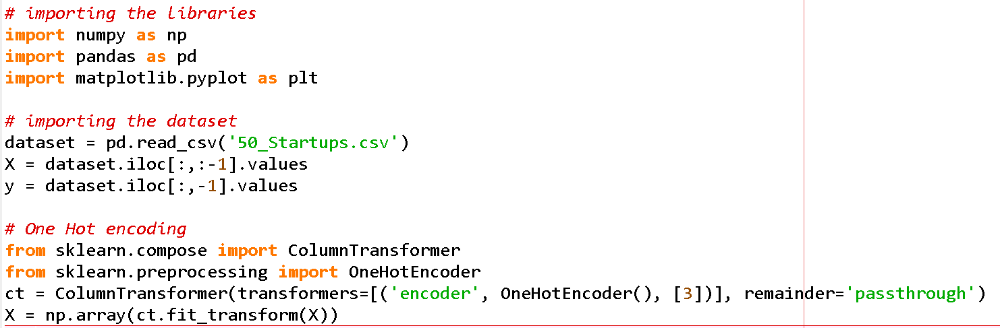 # importing the libraries
import numpy as np
import pandas as pd
import matplotlib.pyplot as plt
# importing the dataset
dataset = pd.read_csv('50_Startups.csv')
X = dataset.iloc[:,:-1].values
y = dataset.iloc[:,-1].values
# One Hot encoding
from sklearn.compose import ColumnTransformer
from sklearn.preprocessing import OneHotEncoder
ct = ColumnTransformer(transformers=[('encoder', OneHotEncoder(), [3])], remainder='passthrough')
X = np.array(ct.fit_transform(X))